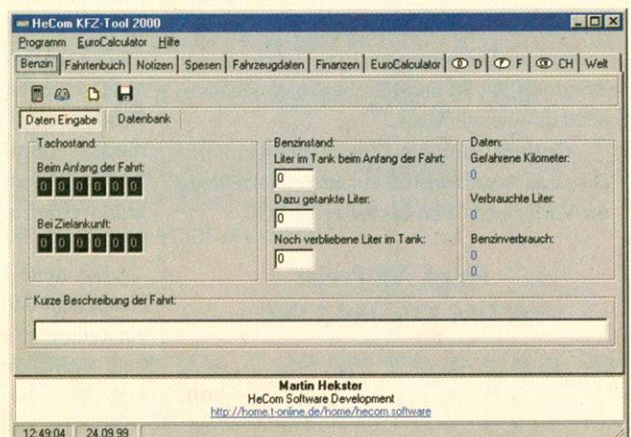 HeCom KFZ-Tool 2000
Programm EuroCalculator Hilfe
Benzin Fahrtenbuch Notizen Spesen Fahrzeugdaten Finanzen EuroCalculator D D F F CH CH Welt
Daten Eingabe Datenbank
Tachostand:
Beim Anfang der Fahrt:
0 0 0 0 0 0
Bei Zielankunft:
0 0 0 0 0 0
Benzinstand:
Liter im Tank beim Anfang der Fahrt:
0
Dazu getankte Liter:
0
Noch verbliebene Liter im Tank:
0
Daten:
Gefahrene Kilometer:
0
Verbrauchte Liter:
0
Benzinverbrauch:
0
0
Kurze Beschreibung der Fahrt:
Martin Hekster
HeCom Software Development
http://home.t-online.de/home/hecom.software
12:49:04 24.09.99